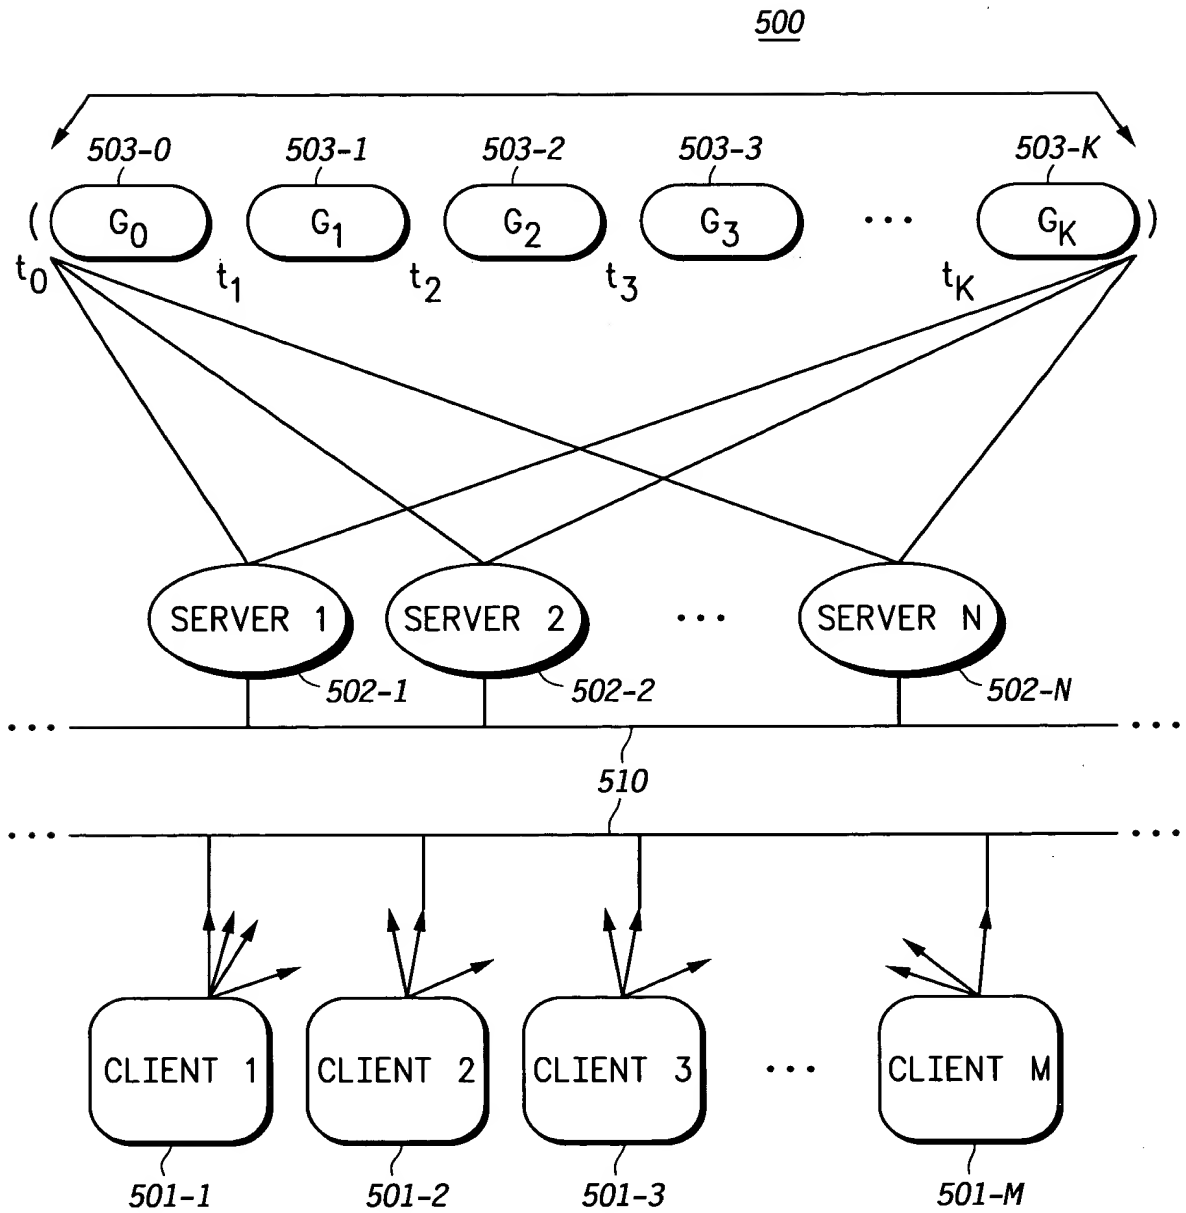 500
503-0 503-1 503-2 503-3 503-K
( G0 G1 G2 G3 ... GK )
t0 t1 t2 t3 tK
SERVER 1 SERVER 2 ... SERVER N
502-1 502-2 502-N
... ...
510
... ...
CLIENT 1 CLIENT 2 CLIENT 3 ... CLIENT M
501-1 501-2 501-3 501-M